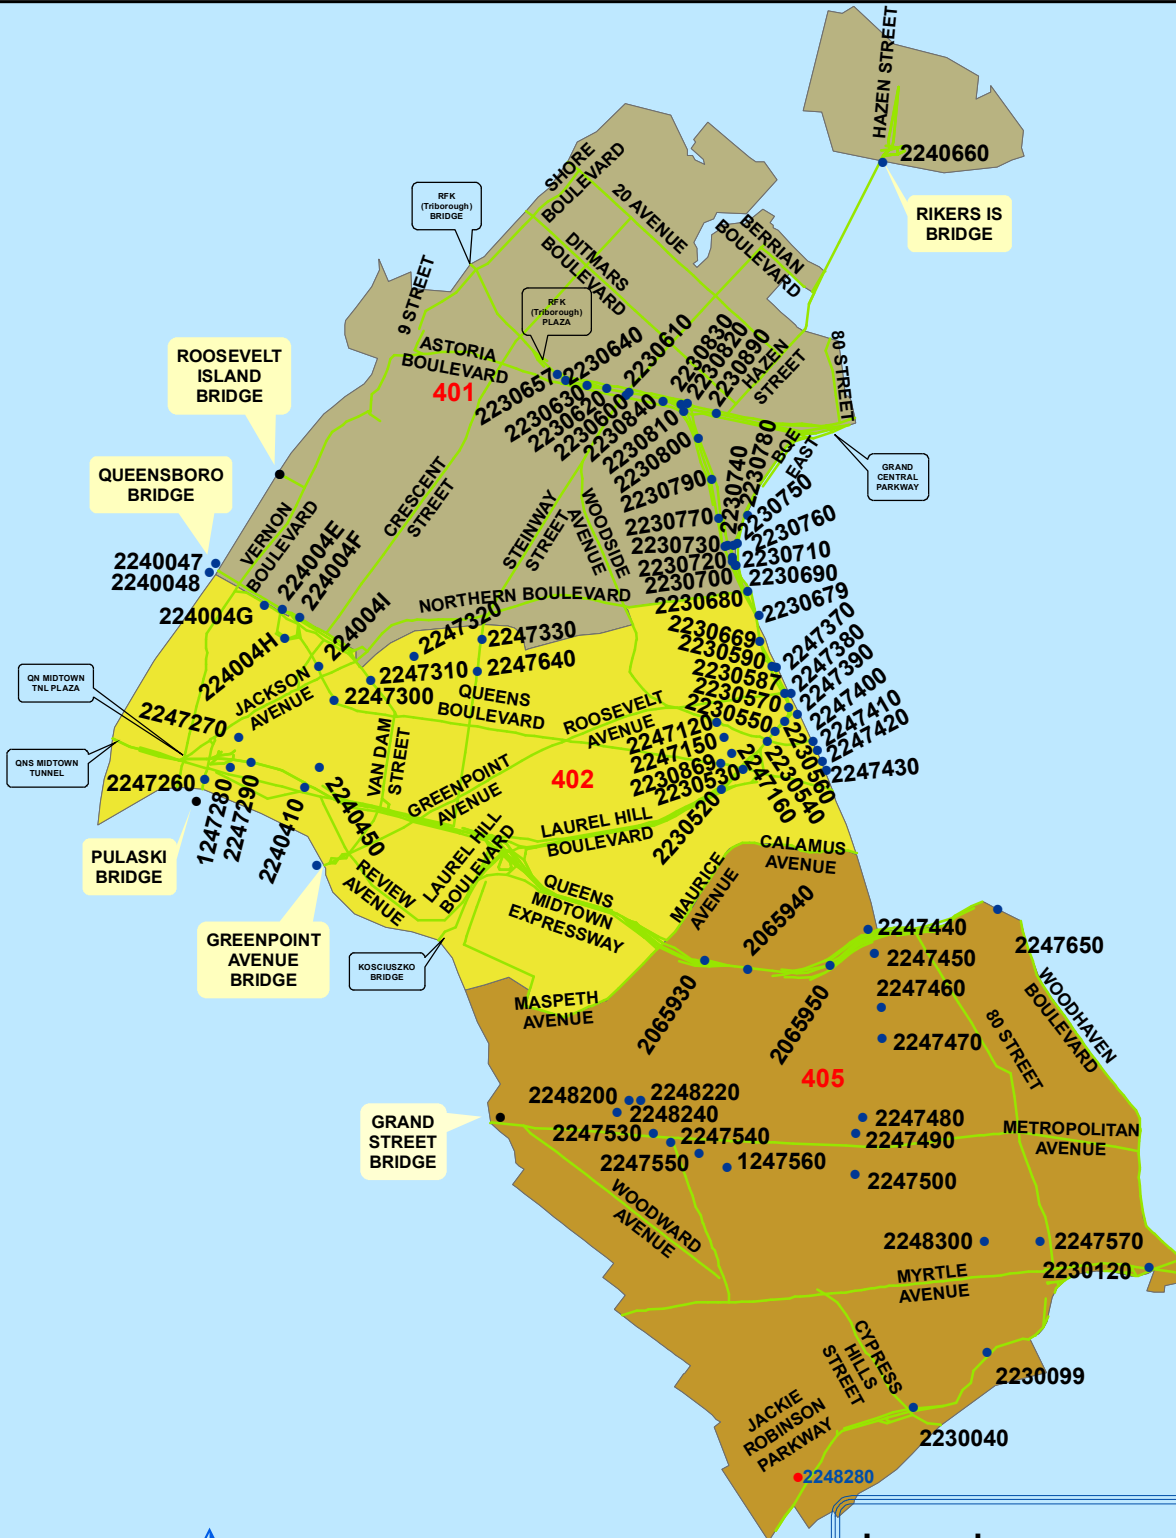 HAZEN STREET
2240660
RIKERS IS
BRIDGE
SHORE
BOULEVARD
20 AVENUE
BERRIAN
BOULEVARD
RFK
(Triborough)
BRIDGE
DITMARS
BOULEVARD
9 STREET
RFK
(Triborough)
PLAZA
HAZEN
STREET
80 STREET
ASTORIA
BOULEVARD
401
ROOSEVELT
ISLAND
BRIDGE
2230640
2230610
2230830
2230820
2230890
2230657
2230630
2230620
2230600
2230840
2230810
2230800
2230790
2230740
2230780
BQE
EAST
GRAND
CENTRAL
PARKWAY
QUEENSBORO
BRIDGE
CRESCENT
STREET
STEINWAY
STREET
WOODSIDE
AVENUE
2230770
2230750
2230760
2230730
2230710
2230720
2230700
2230690
2230680
2230679
VERNON
BOULEVARD
224004E
224004F
2240047
2240048
224004G
224004H
224004I
NORTHERN BOULEVARD
2247320
2247330
2247310
2247640
2247300
2230669
2230590
2230587
2230570
2230550
2247370
2247380
2247390
2247400
2247410
2247420
2247430
QN MIDTOWN
TNL PLAZA
JACKSON
AVENUE
QUEENS
BOULEVARD
ROOSEVELT
AVENUE
2247270
2247120
2247150
2230869
2230530
2230520
2247160
2230540
2230560
QNS MIDTOWN
TUNNEL
VAN DAM
STREET
GREENPOINT
AVENUE
402
2247260
1247280
2247290
2240410
2240450
PULASKI
BRIDGE
LAUREL HILL
BOULEVARD
LAUREL HILL
BOULEVARD
CALAMUS
AVENUE
REVIEW
AVENUE
MAURICE
AVENUE
QUEENS
MIDTOWN
EXPRESSWAY
GREENPOINT
AVENUE
BRIDGE
KOSCIUSZKO
BRIDGE
2065940
2247440
2247650
2247450
2065930
2065950
2247460
MASPETH
AVENUE
WOODHAVEN
BOULEVARD
80 STREET
2247470
405
2248200
2248220
2248240
GRAND
STREET
BRIDGE
2247530
2247540
2247480
2247490
METROPOLITAN
AVENUE
2247550
1247560
2247500
WOODWARD
AVENUE
2248300
2247570
2230120
MYRTLE
AVENUE
CYPRESS
HILLS
STREET
2230099
JACKIE
ROBINSON
PARKWAY
2230040
2248280